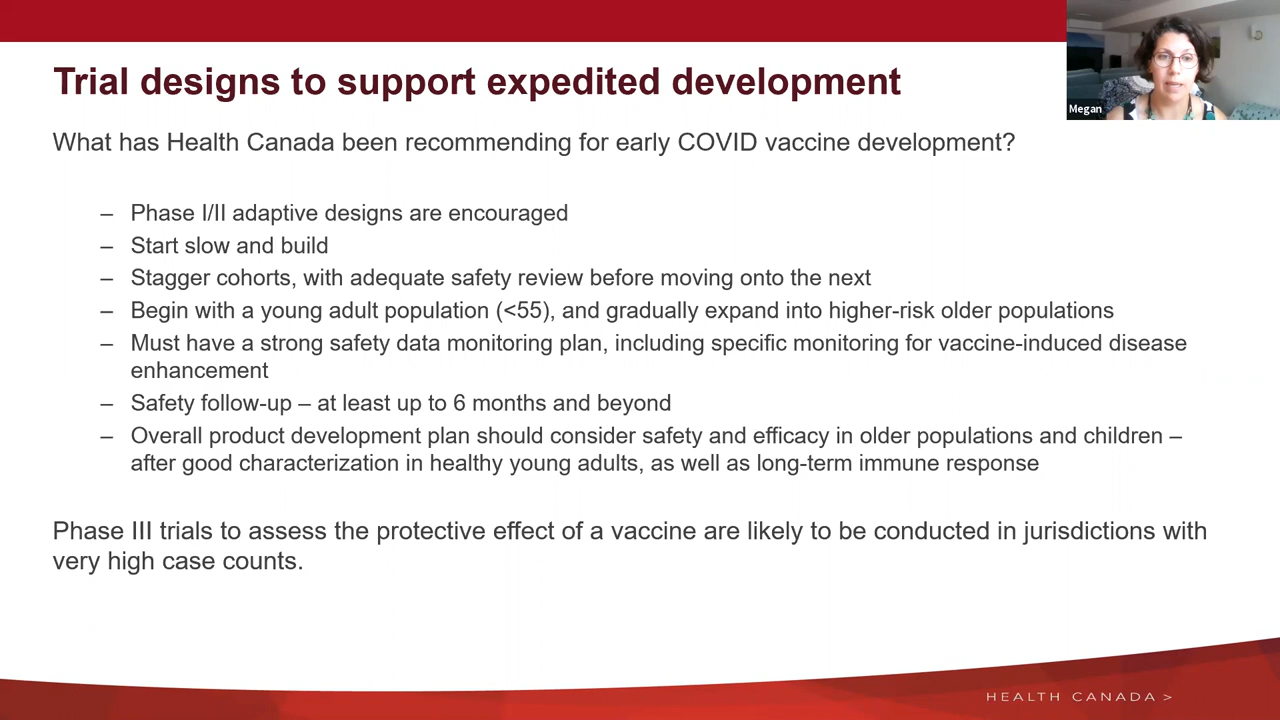 Trial designs to support expedited development
Megan
What has Health Canada been recommending for early COVID vaccine development?
– Phase I/II adaptive designs are encouraged
– Start slow and build
– Stagger cohorts, with adequate safety review before moving onto the next
– Begin with a young adult population (<55), and gradually expand into higher-risk older populations
– Must have a strong safety data monitoring plan, including specific monitoring for vaccine-induced disease
enhancement
– Safety follow-up – at least up to 6 months and beyond
– Overall product development plan should consider safety and efficacy in older populations and children –
after good characterization in healthy young adults, as well as long-term immune response
Phase III trials to assess the protective effect of a vaccine are likely to be conducted in jurisdictions with
very high case counts.
HEALTH CANADA >